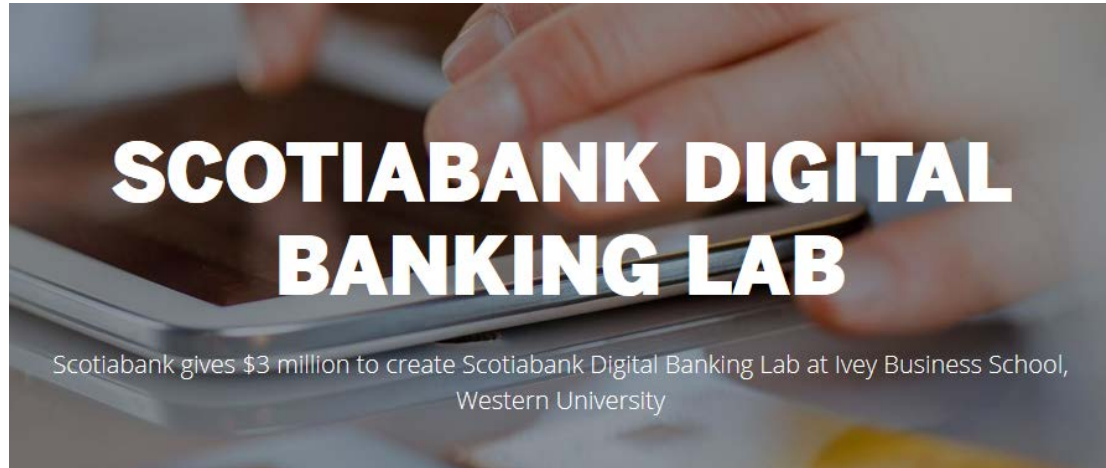 SCOTIABANK DIGITAL
BANKING LAB
Scotiabank gives $3 million to create Scotiabank Digital Banking Lab at Ivey Business School,
Western University